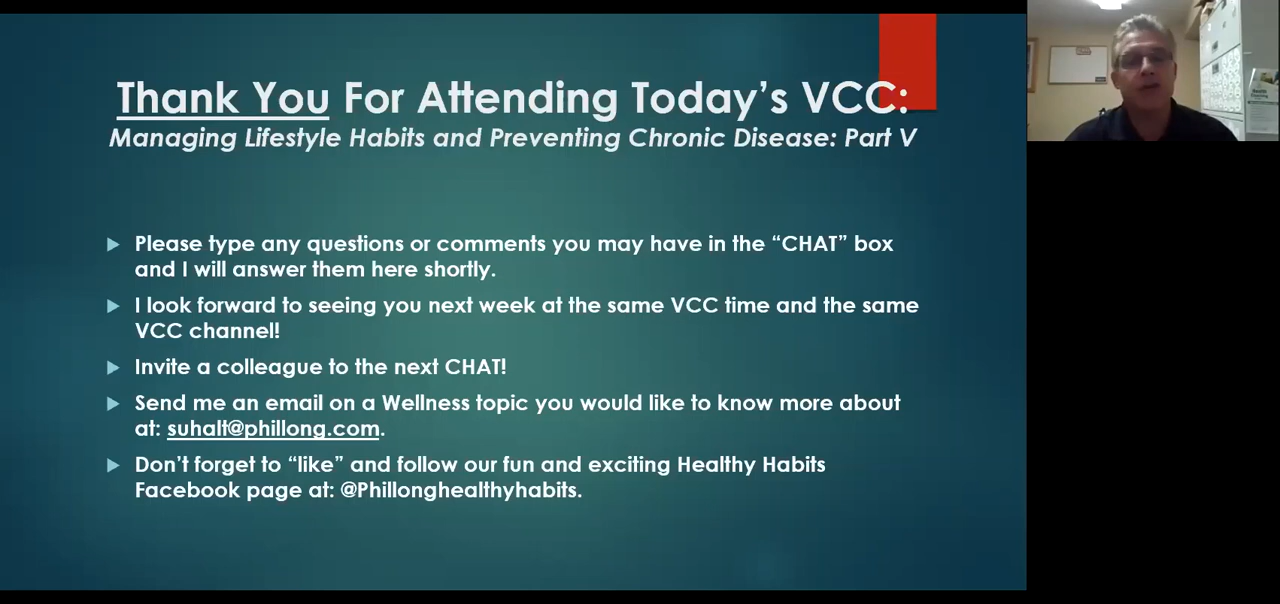 Thank You For Attending Today’s VCC:
Managing Lifestyle Habits and Preventing Chronic Disease: Part V
Please type any questions or comments you may have in the “CHAT” box
and I will answer them here shortly.
I look forward to seeing you next week at the same VCC time and the same
VCC channel!
Invite a colleague to the next CHAT!
Send me an email on a Wellness topic you would like to know more about
at: suhalt@phillong.com.
Don’t forget to “like” and follow our fun and exciting Healthy Habits
Facebook page at: @Phillonghealthyhabits.